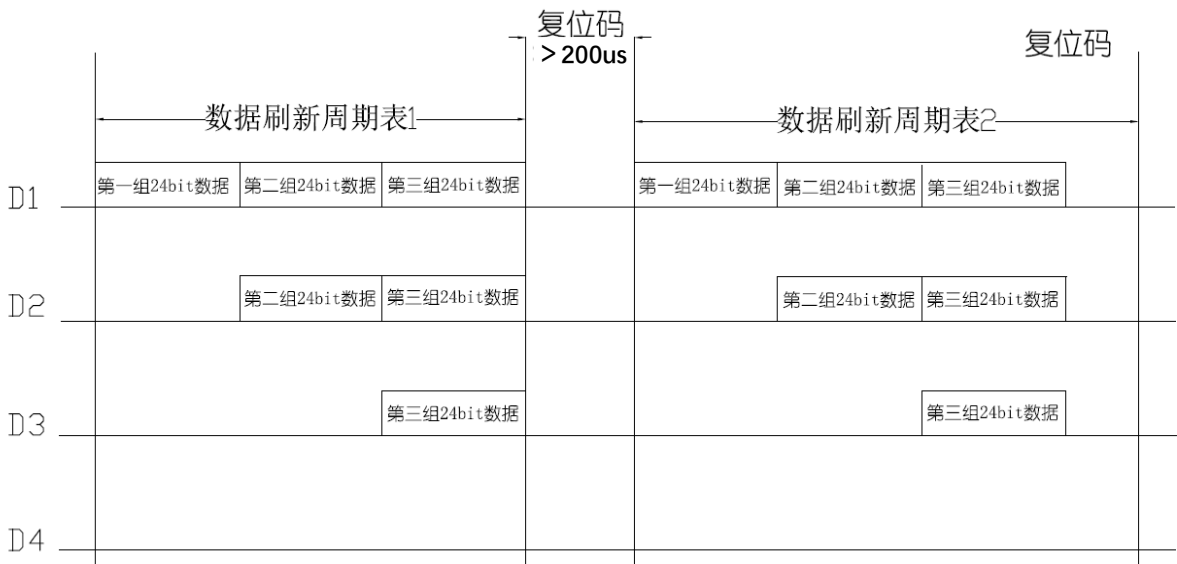 复位码
>200us
复位码
数据刷新周期表1
数据刷新周期表2
D1
第一组24bit数据 第二组24bit数据 第三组24bit数据
第一组24bit数据 第二组24bit数据 第三组24bit数据
D2
第二组24bit数据 第三组24bit数据
第二组24bit数据 第三组24bit数据
D3
第三组24bit数据
第三组24bit数据
D4